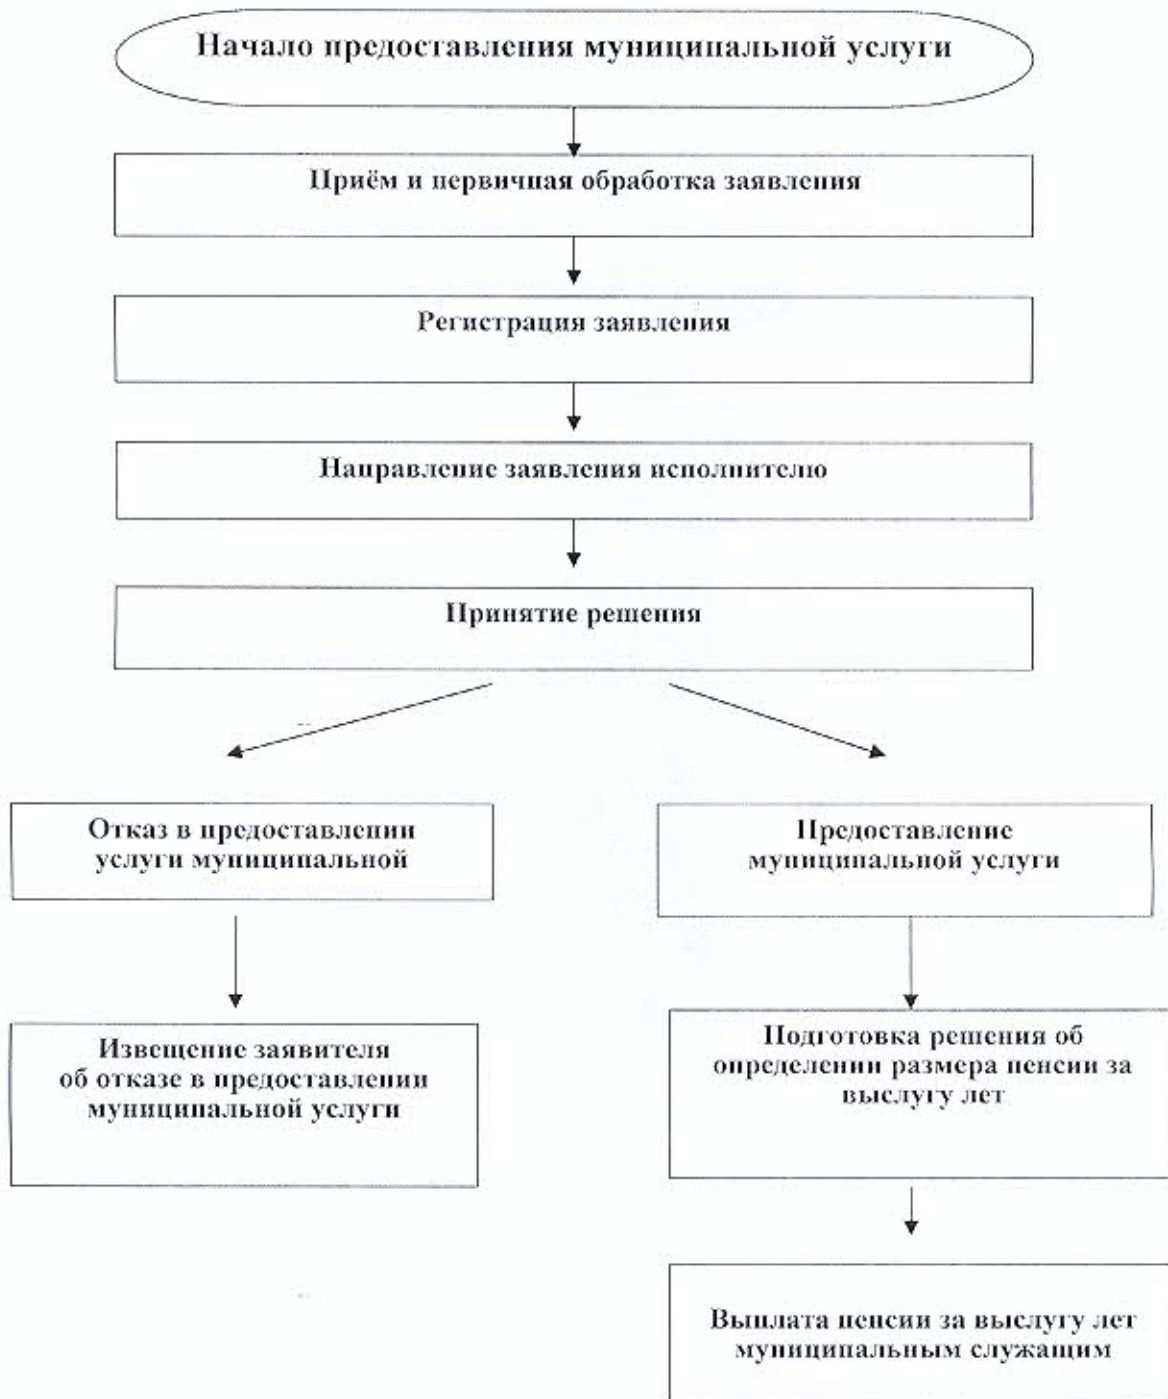 Начало предоставления муниципальной услуги
Приём и первичная обработка заявления
Регистрация заявления
Направление заявления исполнителю
Принятие решения
Отказ в предоставлении
услуги муниципальной
Предоставление
муниципальной услуги
Извещение заявителя
об отказе в предоставлении
муниципальной услуги
Подготовка решения об
определении размера пенсии за
выслугу лет
Выплата пенсии за выслугу лет
муниципальным служащим